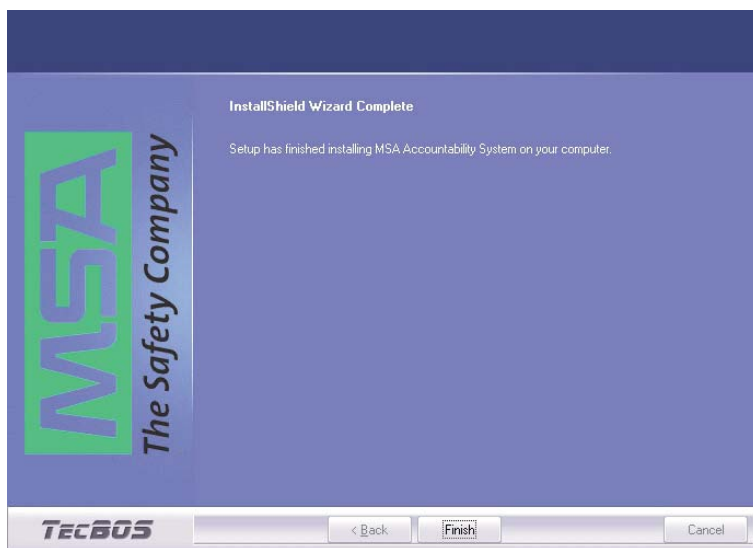 InstallShield Wizard Complete
Setup has finished installing MSA Accountability System on your computer.
MSA
The Safety Company
TECBOS
< Back
Finish
Cancel